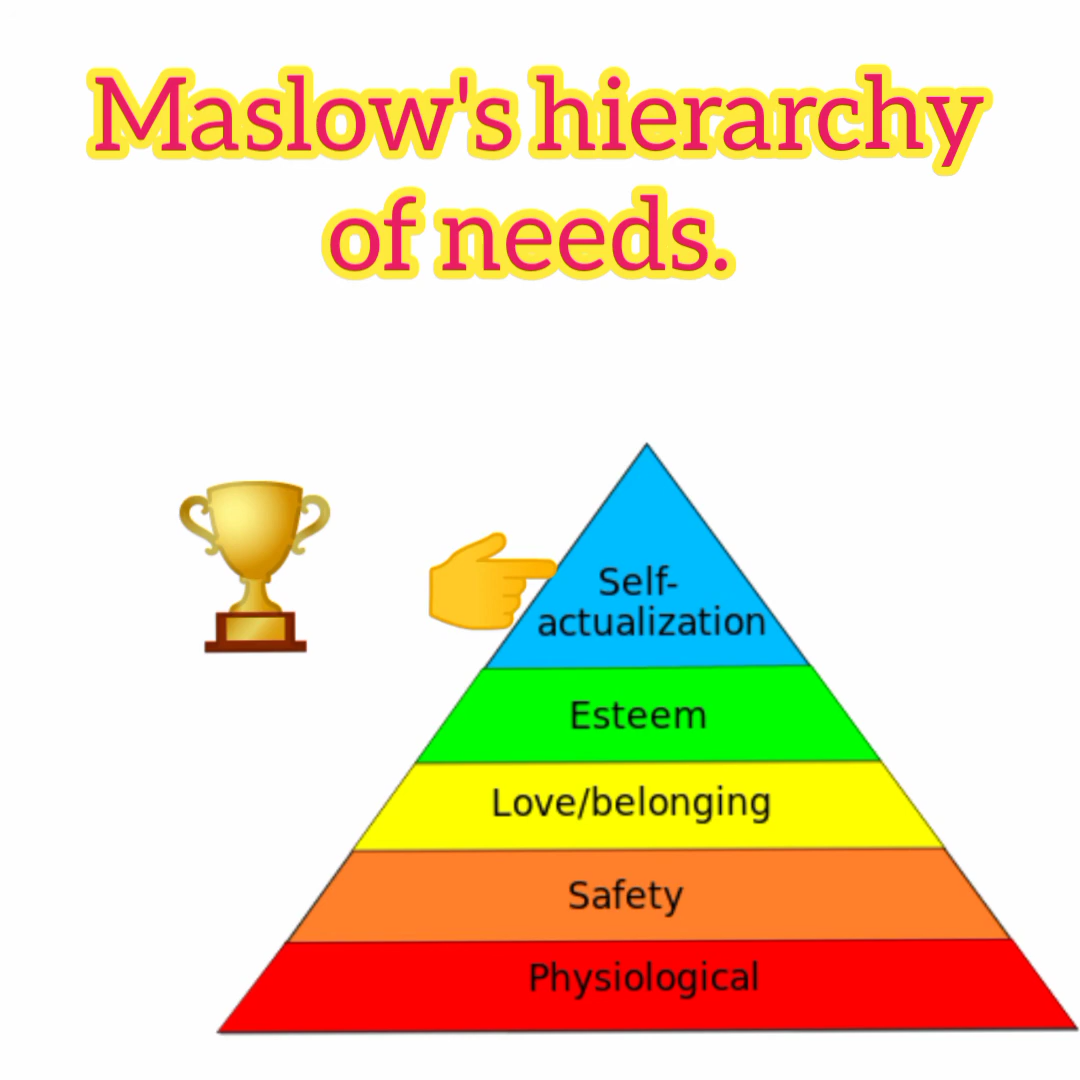 Maslow's hierarchy
of needs.
Self-
actualization
Esteem
Love/belonging
Safety
Physiological